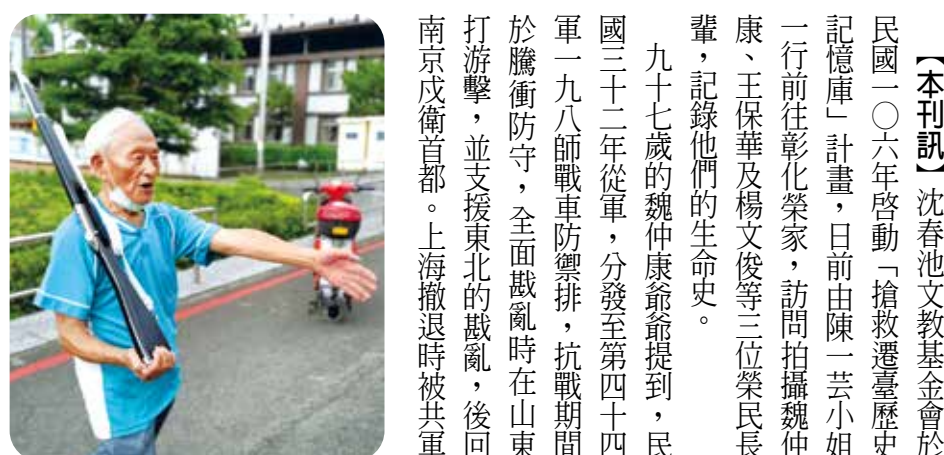 【本刊訊】沈春池文教基金會於
民國一〇六年啓動「搶救遷臺歷史
記憶庫」計畫，日前由陳一芸小姐
一行前往彰化榮家，訪問拍攝魏仲
康、王保華及楊文俊等三位榮民長
輩，記錄他們的生命史。
九十七歲的魏仲康爺爺提到，民
國三十二年從軍，分發至第四十四
軍一九八師戰車防禦排，抗戰期間
於騰衝防守，全面戡亂時在山東
打游擊，並支援東北的戡亂，後回
南京戍衛首都。上海撤退時被共軍